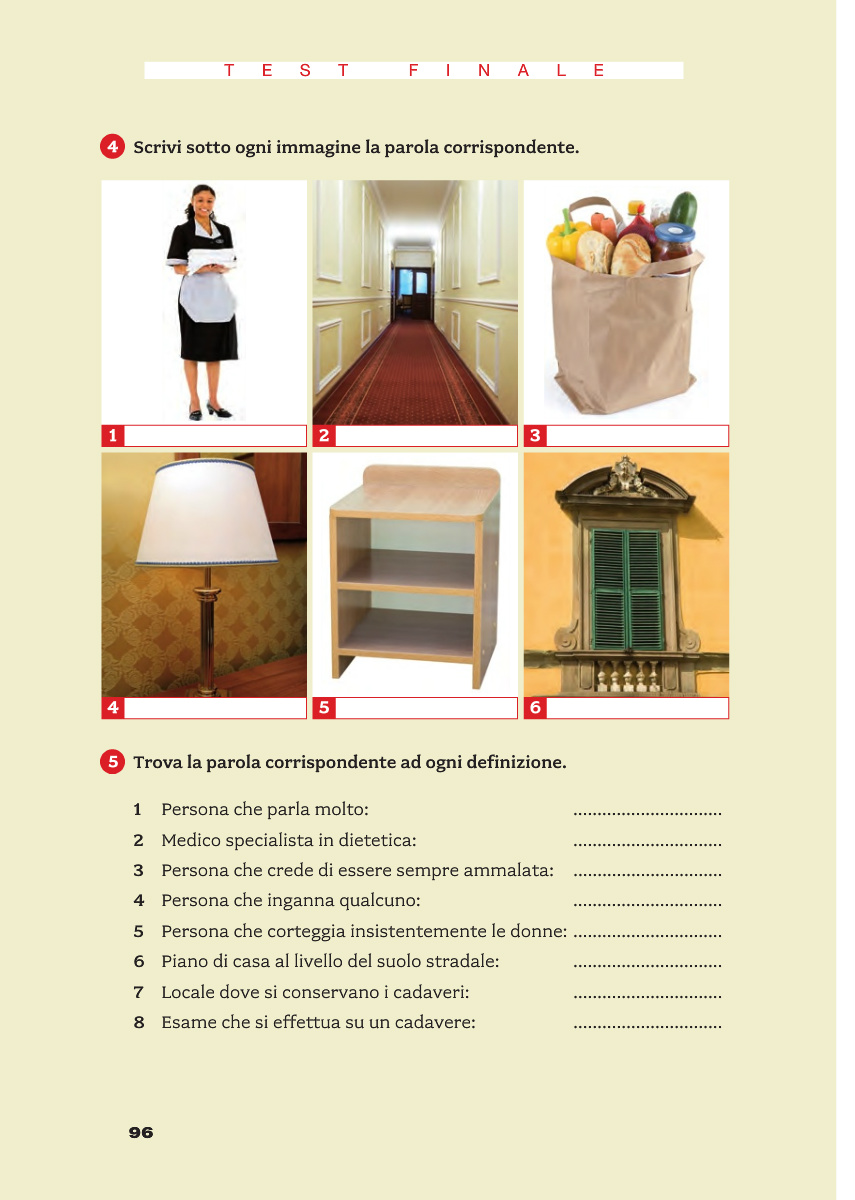 TEST FINALE
4 Scrivi sotto ogni immagine la parola corrispondente.
1
2
3
4
5
6
5 Trova la parola corrispondente ad ogni definizione.
1 Persona che parla molto: ...............................
2 Medico specialista in dietetica: ...............................
3 Persona che crede di essere sempre ammalata: ...............................
4 Persona che inganna qualcuno: ...............................
5 Persona che corteggia insistentemente le donne: ...............................
6 Piano di casa al livello del suolo stradale: ...............................
7 Locale dove si conservano i cadaveri: ...............................
8 Esame che si effettua su un cadavere: ...............................
96